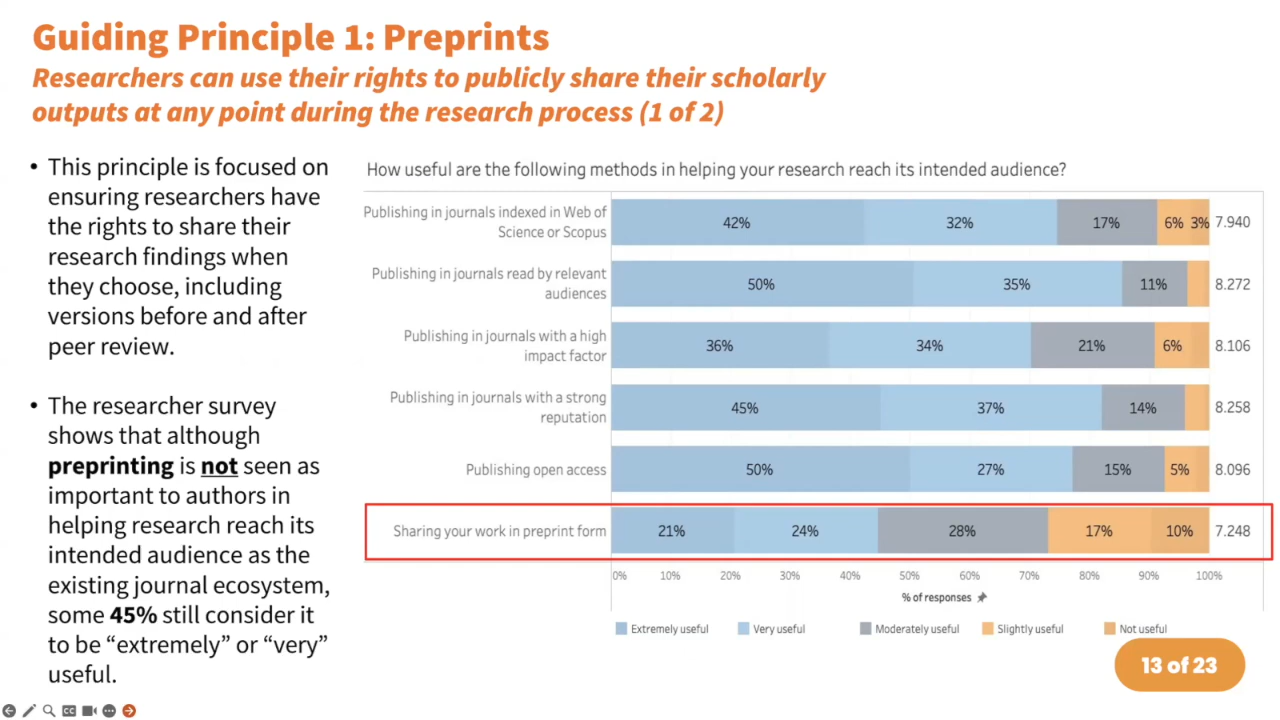 Guiding Principle 1: Preprints
Researchers can use their rights to publicly share their scholarly
outputs at any point during the research process (1 of 2)
• This principle is focused on
ensuring researchers have
the rights to share their
research findings when
they choose, including
versions before and after
peer review.
• The researcher survey
shows that although
preprinting is not seen as
important to authors in
helping research reach its
intended audience as the
existing journal ecosystem,
some 45% still consider it
to be “extremely” or “very”
useful.
How useful are the following methods in helping your research reach its intended audience?
Publishing in journals indexed in Web of
Science or Scopus
42% 32% 17% 6% 3% 7.940
Publishing in journals read by relevant
audiences
50% 35% 11% 8.272
Publishing in journals with a high
impact factor
36% 34% 21% 6% 8.106
Publishing in journals with a strong
reputation
45% 37% 14% 8.258
Publishing open access
50% 27% 15% 5% 8.096
Sharing your work in preprint form
21% 24% 28% 17% 10% 7.248
0% 10% 20% 30% 40% 50% 60% 70% 80% 90% 100%
% of responses
Extremely useful Very useful Moderately useful Slightly useful Not useful
13 of 23
CC